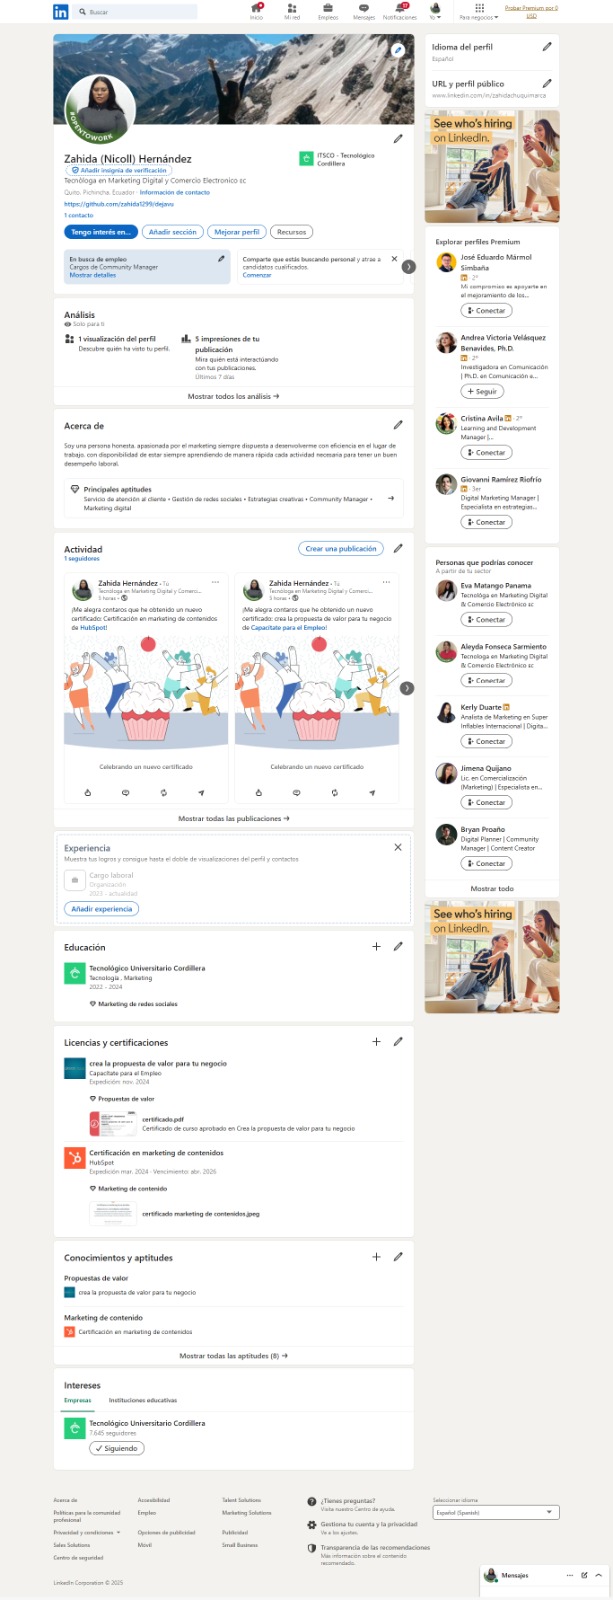 in
Buscar
Inicio
Mi red
Empleos
Mensajes
Notificaciones
Yo
Para negocios
Probar Premium por 0
USD
#OPENTOWORK
Zahida (Nicoll) Hernández
Añadir insignia de verificación
Tecnóloga en Marketing Digital y Comercio Electronico sc
Quito, Pichincha, Ecuador · Información de contacto
https://github.com/zahida1299/dejavu
1 contacto
ITSCO - Tecnológico
Cordillera
Tengo interés en...
Añadir sección
Mejorar perfil
Recursos
En busca de empleo
Cargos de Community Manager
Mostrar detalles
Comparte que estás buscando personal y atrae a
candidatos cualificados.
Comenzar
Análisis
Solo para ti
1 visualización del perfil
Descubre quién ha visto tu perfil.
5 impresiones de tu
publicación
Mira quién está interactuando
con tus publicaciones.
Últimos 7 días
Mostrar todos los análisis →
Acerca de
Soy una persona honesta, apasionada por el marketing siempre dispuesta a desenvolverme con eficiencia en el lugar de
trabajo, con disponibilidad de estar siempre aprendiendo de manera rápida cada actividad necesaria para tener un buen
desempeño laboral.
Principales aptitudes
Servicio de atención al cliente • Gestión de redes sociales • Estrategias creativas • Community Manager •
Marketing digital
Actividad
1 seguidores
Crear una publicación
Zahida Hernández · Tú
Tecnóloga en Marketing Digital y Comerci...
3 horas •
¡Me alegra contaros que he obtenido un nuevo
certificado: Certificación en marketing de contenidos
de HubSpot!
Celebrando un nuevo certificado
Zahida Hernández · Tú
Tecnóloga en Marketing Digital y Comerci...
3 horas •
¡Me alegra contaros que he obtenido un nuevo
certificado: crea la propuesta de valor para tu negocio
de Capacítate para el Empleo!
Celebrando un nuevo certificado
Mostrar todas las publicaciones →
Experiencia
Muestra tus logros y consigue hasta el doble de visualizaciones del perfil y contactos
Cargo laboral
Organización
2023 - actualidad
Añadir experiencia
Educación
Tecnológico Universitario Cordillera
Tecnología , Marketing
2022 - 2024
Marketing de redes sociales
Licencias y certificaciones
crea la propuesta de valor para tu negocio
Capacítate para el Empleo
Expedición: nov. 2024
Propuestas de valor
certificado.pdf
Certificado de curso aprobado en Crea la propuesta de valor para tu negocio
Certificación en marketing de contenidos
HubSpot
Expedición mar. 2024 · Vencimiento: abr. 2026
Marketing de contenido
certificado marketing de contenidos.jpeg
Conocimientos y aptitudes
Propuestas de valor
crea la propuesta de valor para tu negocio
Marketing de contenido
Certificación en marketing de contenidos
Mostrar todas las aptitudes (8) →
Intereses
Empresas
Instituciones educativas
Tecnológico Universitario Cordillera
7.645 seguidores
Siguiendo
Idioma del perfil
Español
URL y perfil público
www.linkedin.com/in/zahidachuquimarca
See who's hiring
on LinkedIn.
Explorar perfiles Premium
José Eduardo Mármol
Simbaña
· 2º
Mi compromiso es apoyarte en
el mejoramiento de los...
Conectar
Andrea Victoria Velásquez
Benavides, Ph.D.
· 2º
Investigadora en Comunicación
| Ph.D. en Comunicación e...
Seguir
Cristina Avila · 2º
Learning and Development
Manager |...
Conectar
Giovanni Ramírez Riofrío
· 3er
Digital Marketing Manager |
Especialista en estrategias...
Conectar
Personas que podrías conocer
A partir de tu sector
Eva Matango Panama
Tecnológa en Marketing Digital
& Comercio Electrónico sc
Conectar
Aleyda Fonseca Sarmiento
Tecnologa en Marketing Digital
& Comercio Electrónico sc
Conectar
Kerly Duarte
Analista de Marketing en Super
Inflables Internacional | Digita...
Conectar
Jimena Quijano
Lic. en Comercialización
(Marketing) | Especialista en...
Conectar
Bryan Proaño
Digital Planner | Community
Manager | Content Creator
Conectar
Mostrar todo
See who's hiring
on LinkedIn.
Acerca de
Accesibilidad
Talent Solutions
Políticas para la comunidad
profesional
Empleo
Marketing Solutions
Privacidad y condiciones
Opciones de publicidad
Publicidad
Sales Solutions
Móvil
Small Business
Centro de seguridad
¿Tienes preguntas?
Visita nuestro Centro de ayuda.
Gestiona tu cuenta y la privacidad
Ve a los ajustes.
Transparencia de las recomendaciones
Más información sobre el contenido
recomendado.
Seleccionar idioma
Español (Spanish)
LinkedIn Corporation © 2025
Mensajes